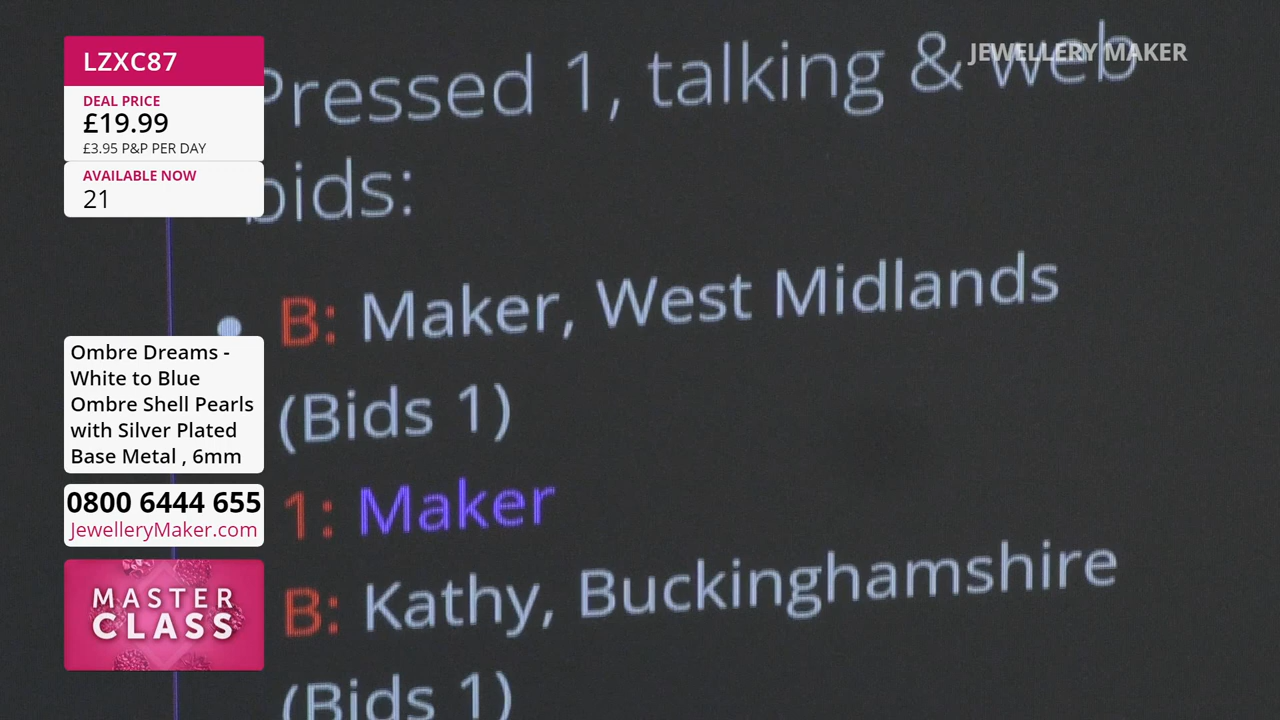 LZXC87
DEAL PRICE
£19.99
£3.95 P&P PER DAY
AVAILABLE NOW
21
Ombre Dreams -
White to Blue
Ombre Shell Pearls
with Silver Plated
Base Metal , 6mm
0800 6444 655
JewelleryMaker.com
MASTER
CLASS
JEWELLERY MAKER
Pressed 1, talking & web
bids:
B: Maker, West Midlands
(Bids 1)
1: Maker
B: Kathy, Buckinghamshire
(Bids 1)